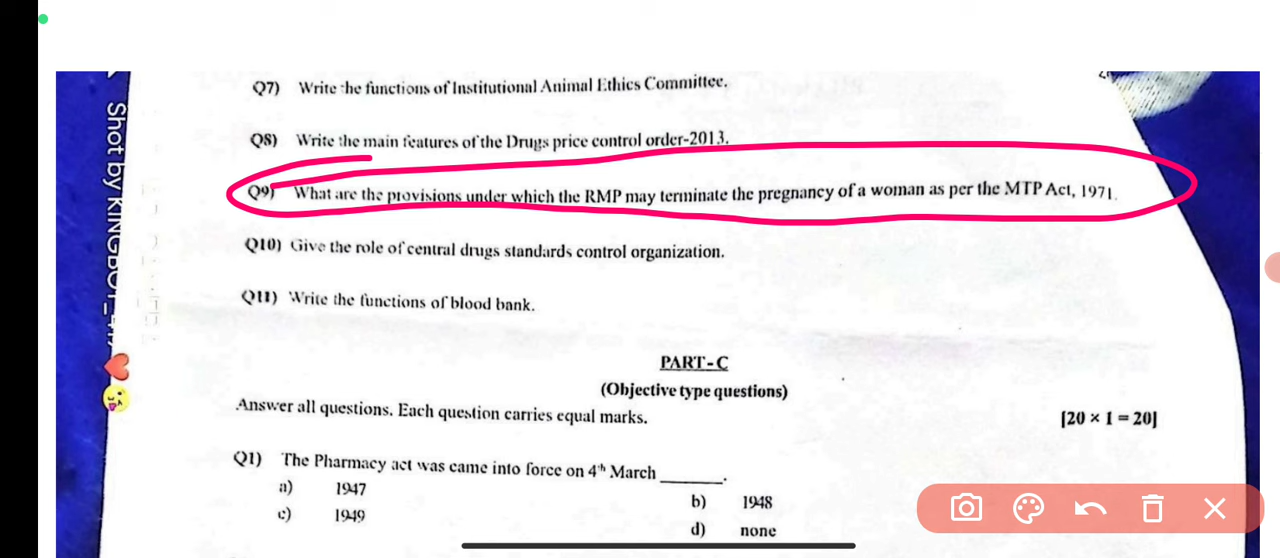 Q7) Write the functions of Institutional Animal Ethics Committee.
Q8) Write the main features of the Drugs price control order-2013.
Q9) What are the provisions under which the RMP may terminate the pregnancy of a woman as per the MTP Act, 1971.
Q10) Give the role of central drugs standards control organization.
Q11) Write the functions of blood bank.
PART-C
(Objective type questions)
Answer all questions. Each question carries equal marks.
[20 × 1 = 20]
Q1) The Pharmacy act was came into force on 4th March ______.
a) 1947
b) 1948
c) 1949
d) none
Shot by